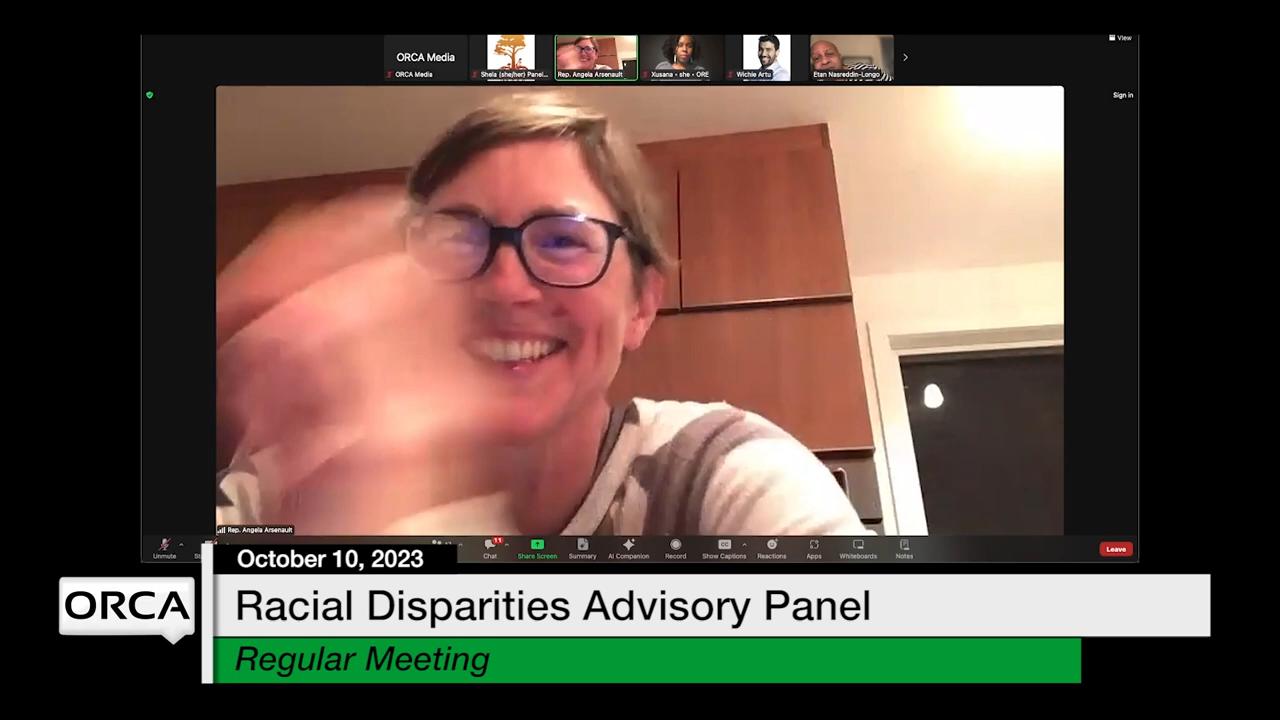 View
ORCA Media
ORCA Media
Shela (she/her) Panel...
Rep. Angela Arsenault
Xusana • she • ORE
Wichie Artu
Etan Nasreddin-Longo
Sign in
Rep. Angela Arsenault
Unmute
11
Chat
Share Screen
Summary
AI Companion
Record
CC
Show Captions
Reactions
Apps
Whiteboards
Notes
Leave
October 10, 2023
ORCA
Racial Disparities Advisory Panel
Regular Meeting